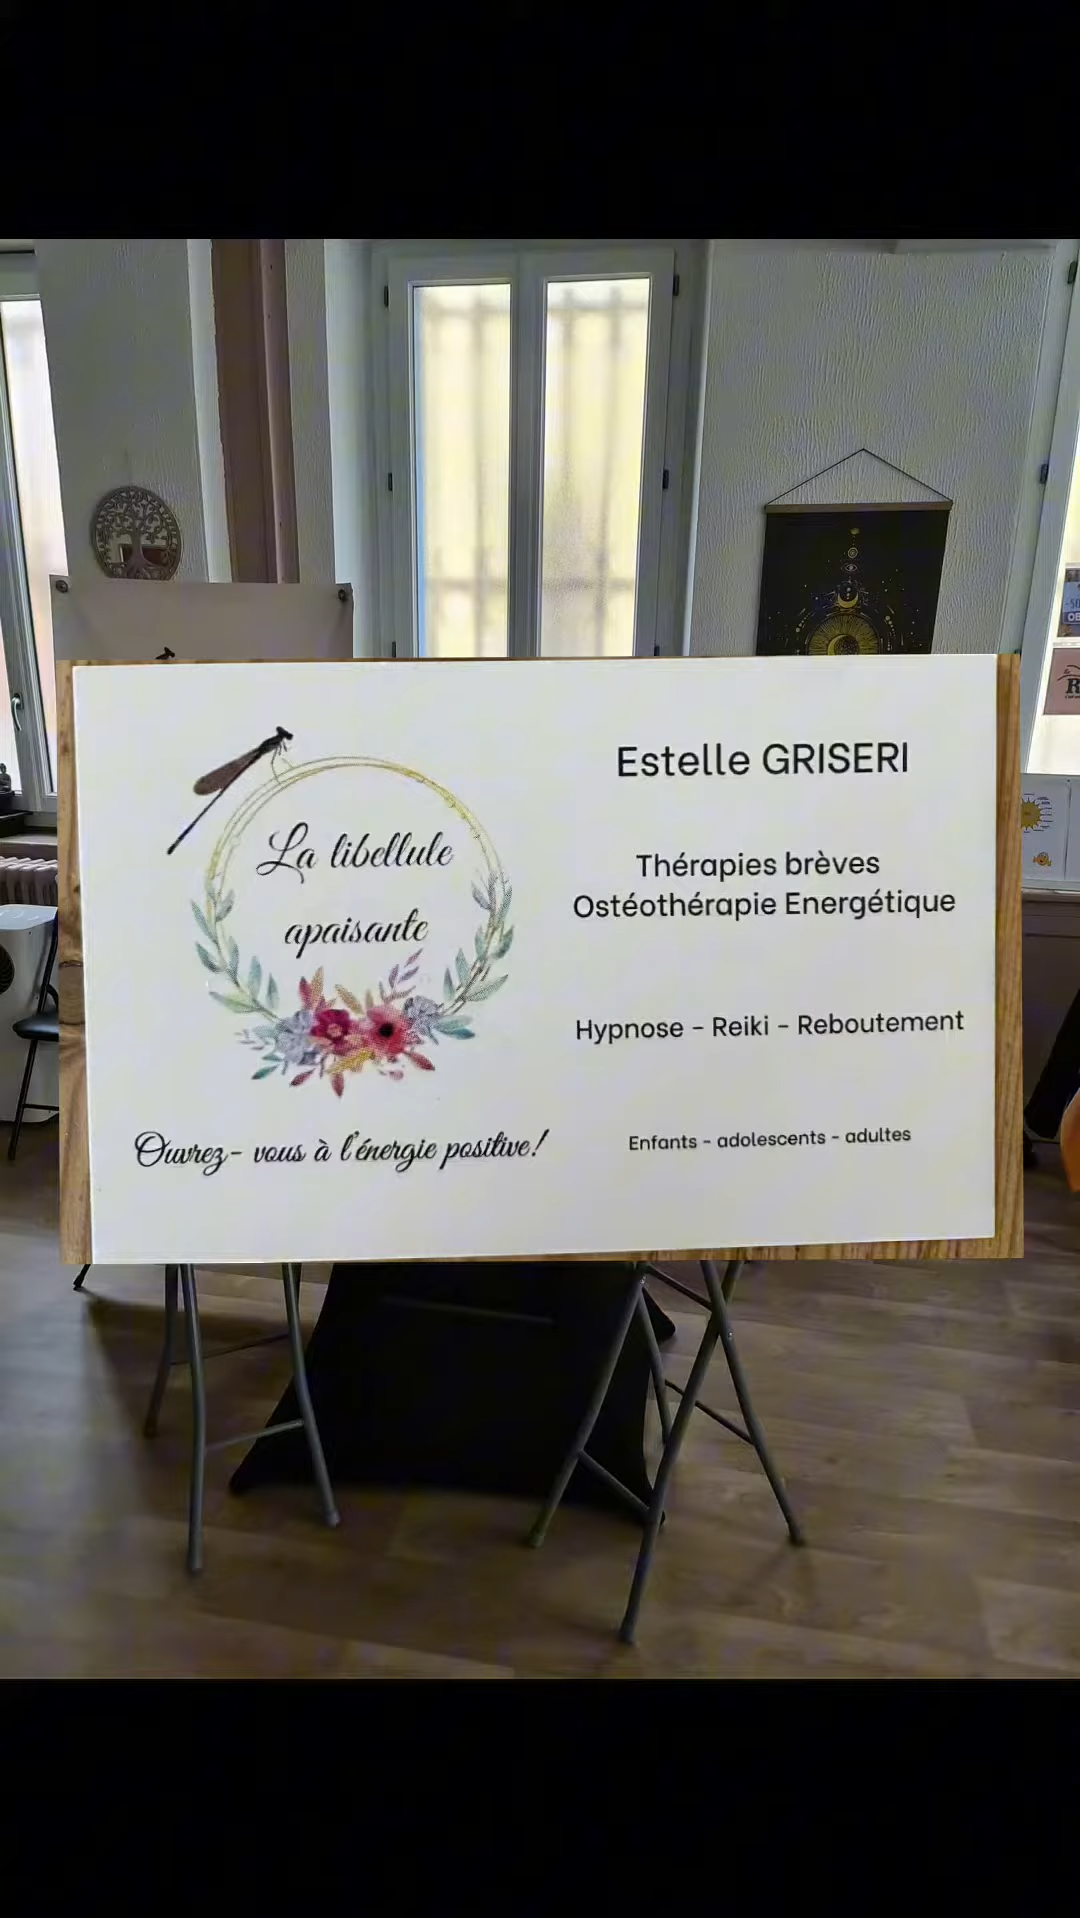 La libellule
apaisante
Ouvrez- vous à l'énergie positive!
Estelle GRISERI
Thérapies brèves
Ostéothérapie Energétique
Hypnose - Reiki - Reboutement
Enfants - adolescents - adultes